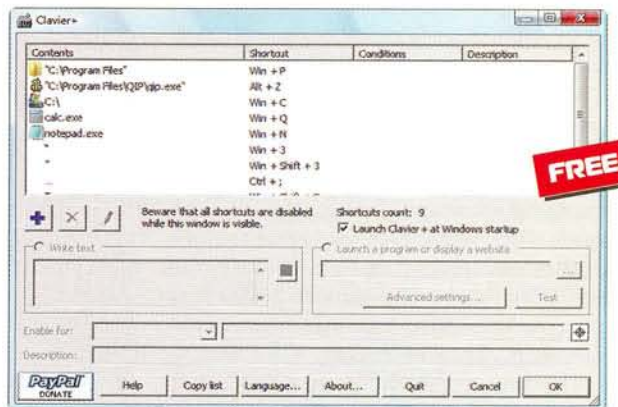 Clavier+
Contents Shortcut Conditions Description
"C:\Program Files" Win + P
"C:\Program Files\QIP\qip.exe" Alt + Z
C:\ Win + C
calc.exe Win + Q
notepad.exe Win + N
" Win + 3
" Win + Shift + 3
... Ctrl + ;
FREE
Beware that all shortcuts are disabled
while this window is visible.
Shortcuts count: 9
Launch Clavier+ at Windows startup
Write text
Launch a program or display a website
...
Advanced settings... Test
Enable for:
Description:
PayPal
DONATE
Help Copy list Language... About... Quit Cancel OK